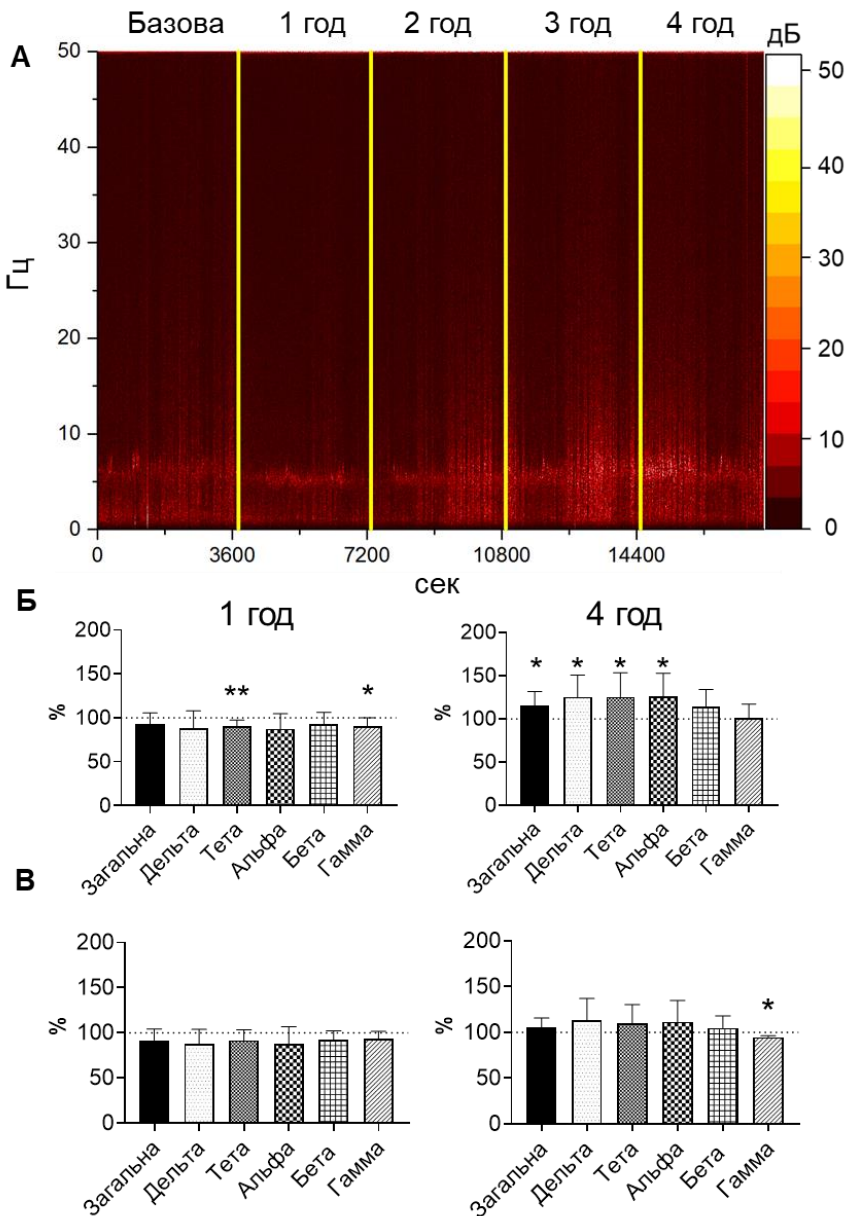 Базова 1 год 2 год 3 год 4 год
А
дБ
50
40
30
20
10
0
Гц
50
40
30
20
10
0
0 3600 7200 10800 14400
сек
Б
1 год
200
150
100
50
0
%
** *
Загальна Дельта Тета Альфа Бета Гамма
4 год
200
150
100
50
0
%
* * * *
Загальна Дельта Тета Альфа Бета Гамма
В
200
150
100
50
0
%
Загальна Дельта Тета Альфа Бета Гамма
200
150
100
50
0
%
*
Загальна Дельта Тета Альфа Бета Гамма